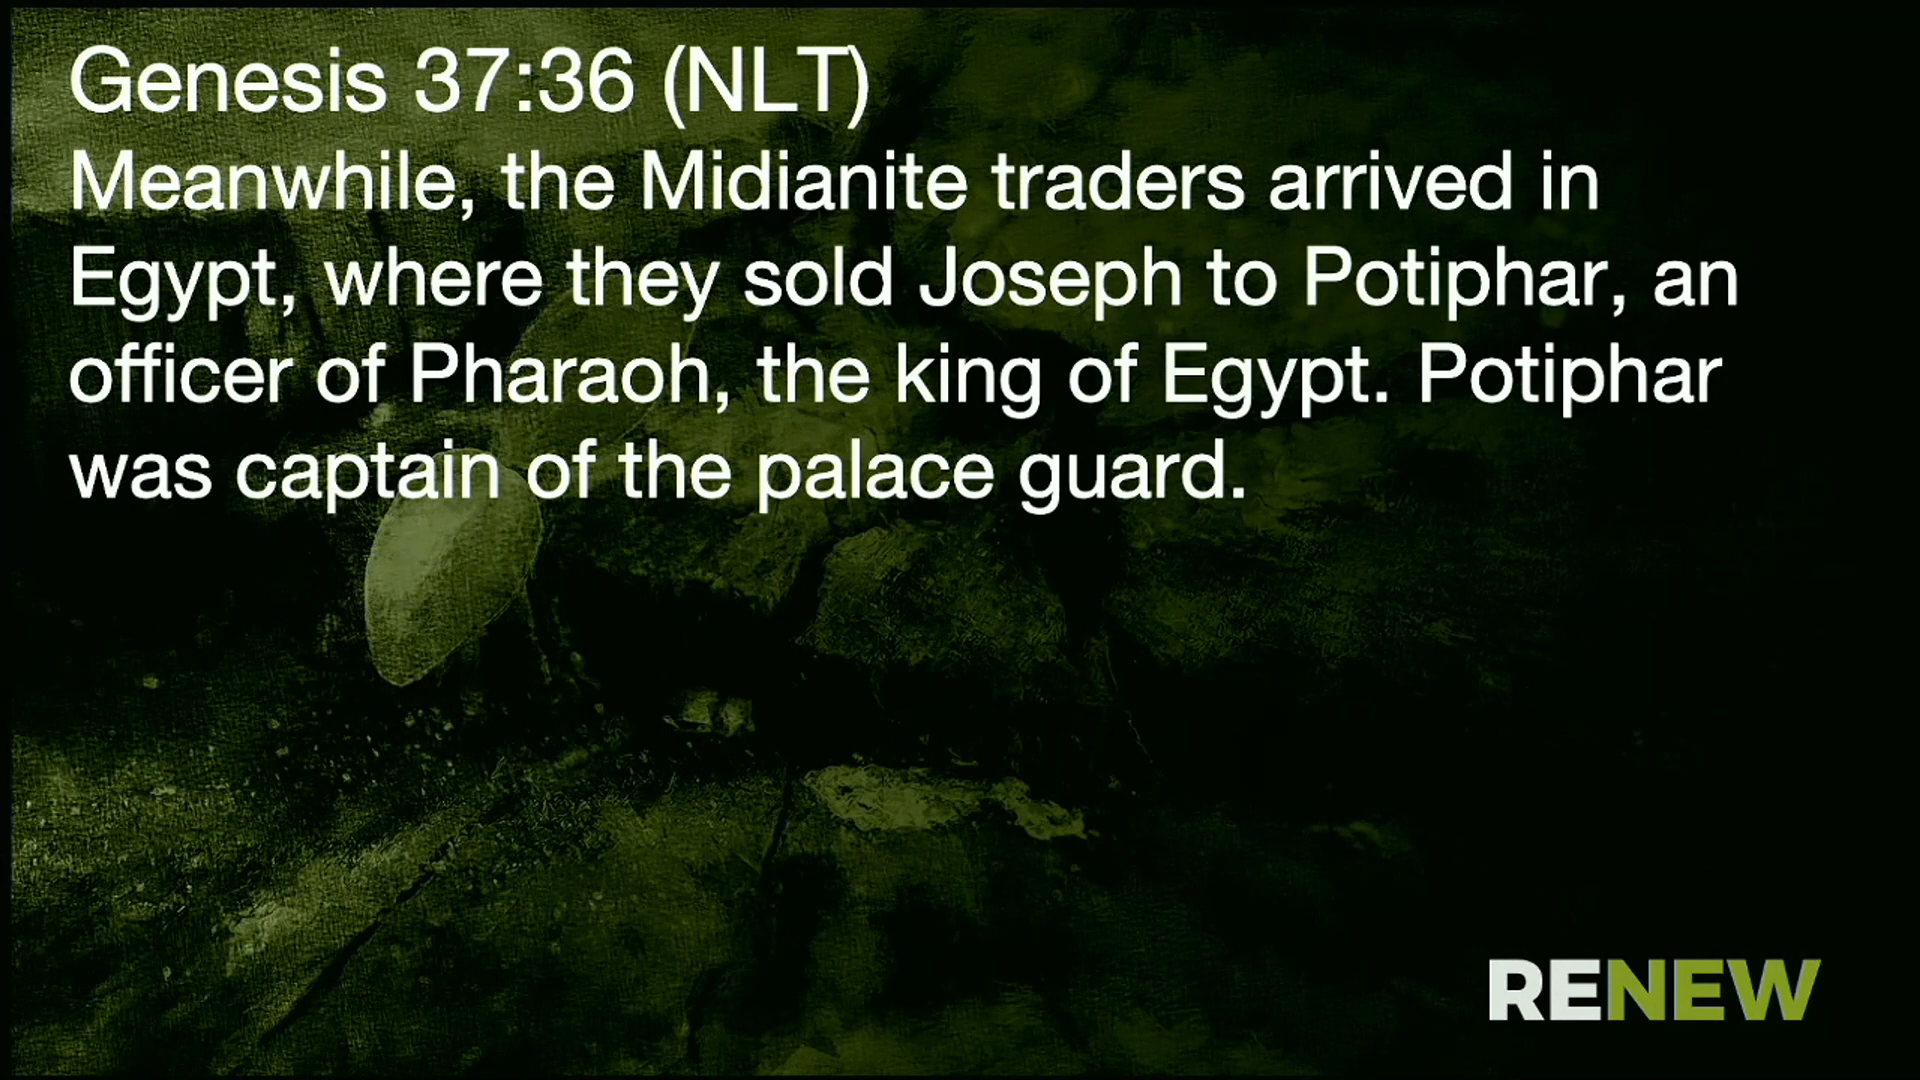 Genesis 37:36 (NLT)
Meanwhile, the Midianite traders arrived in
Egypt, where they sold Joseph to Potiphar, an
officer of Pharaoh, the king of Egypt. Potiphar
was captain of the palace guard.
RENEW